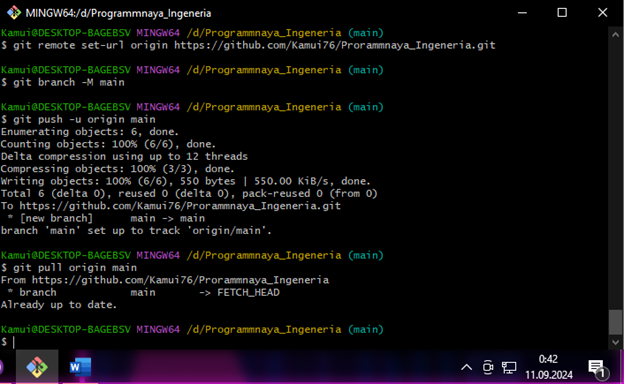 MINGW64:/d/Programmnaya_Ingeneria
Kamui@DESKTOP-BAGEBSV MINGW64 /d/Programmnaya_Ingeneria (main)
$ git remote set-url origin https://github.com/Kamui76/Prorammnaya_Ingeneria.git
Kamui@DESKTOP-BAGEBSV MINGW64 /d/Programmnaya_Ingeneria (main)
$ git branch -M main
Kamui@DESKTOP-BAGEBSV MINGW64 /d/Programmnaya_Ingeneria (main)
$ git push -u origin main
Enumerating objects: 6, done.
Counting objects: 100% (6/6), done.
Delta compression using up to 12 threads
Compressing objects: 100% (3/3), done.
Writing objects: 100% (6/6), 550 bytes | 550.00 KiB/s, done.
Total 6 (delta 0), reused 0 (delta 0), pack-reused 0 (from 0)
To https://github.com/Kamui76/Prorammnaya_Ingeneria.git
 * [new branch]      main -> main
branch 'main' set up to track 'origin/main'.
Kamui@DESKTOP-BAGEBSV MINGW64 /d/Programmnaya_Ingeneria (main)
$ git pull origin main
From https://github.com/Kamui76/Prorammnaya_Ingeneria
 * branch            main       -> FETCH_HEAD
Already up to date.
Kamui@DESKTOP-BAGEBSV MINGW64 /d/Programmnaya_Ingeneria (main)
$
W
0:42
11.09.2024
1